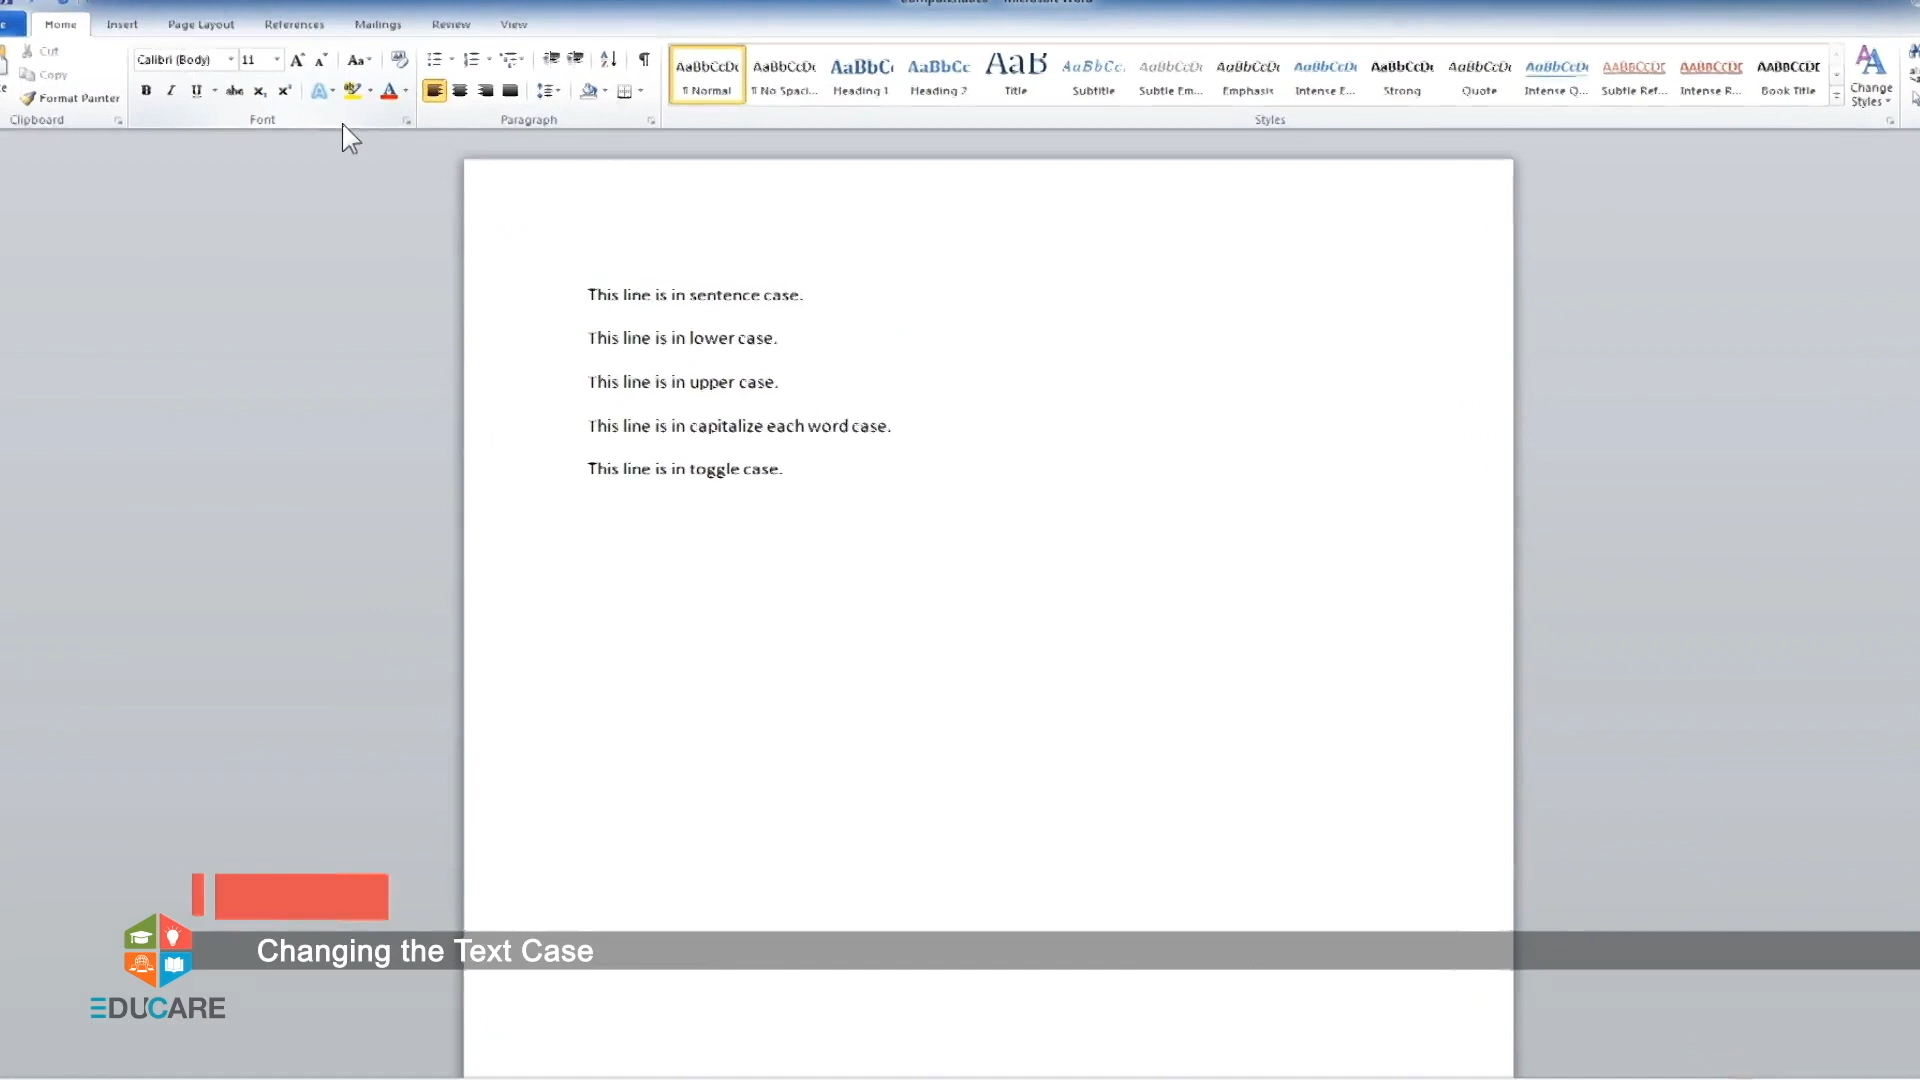 Home Insert Page Layout References Mailings Review View
Cut
Copy
Format Painter
Clipboard
Calibri (Body) 11
Font
Paragraph
AaBbCcDc AaBbCcDc AaBbC AaBbCc AaB AaBbCc. AaBbCcDc AaBbCcDc AaBbCcDc AaBbCcDc AaBbCcDc AaBbCcDc AABBCCDC AABBCCDC AABBCCDC
¶ Normal ¶ No Spaci... Heading 1 Heading 2 Title Subtitle Subtle Em... Emphasis Intense E... Strong Quote Intense Q... Subtle Ref... Intense R... Book Title
Change
Styles
Styles
This line is in sentence case.
This line is in lower case.
This line is in upper case.
This line is in capitalize each word case.
This line is in toggle case.
Changing the Text Case
EDUCARE